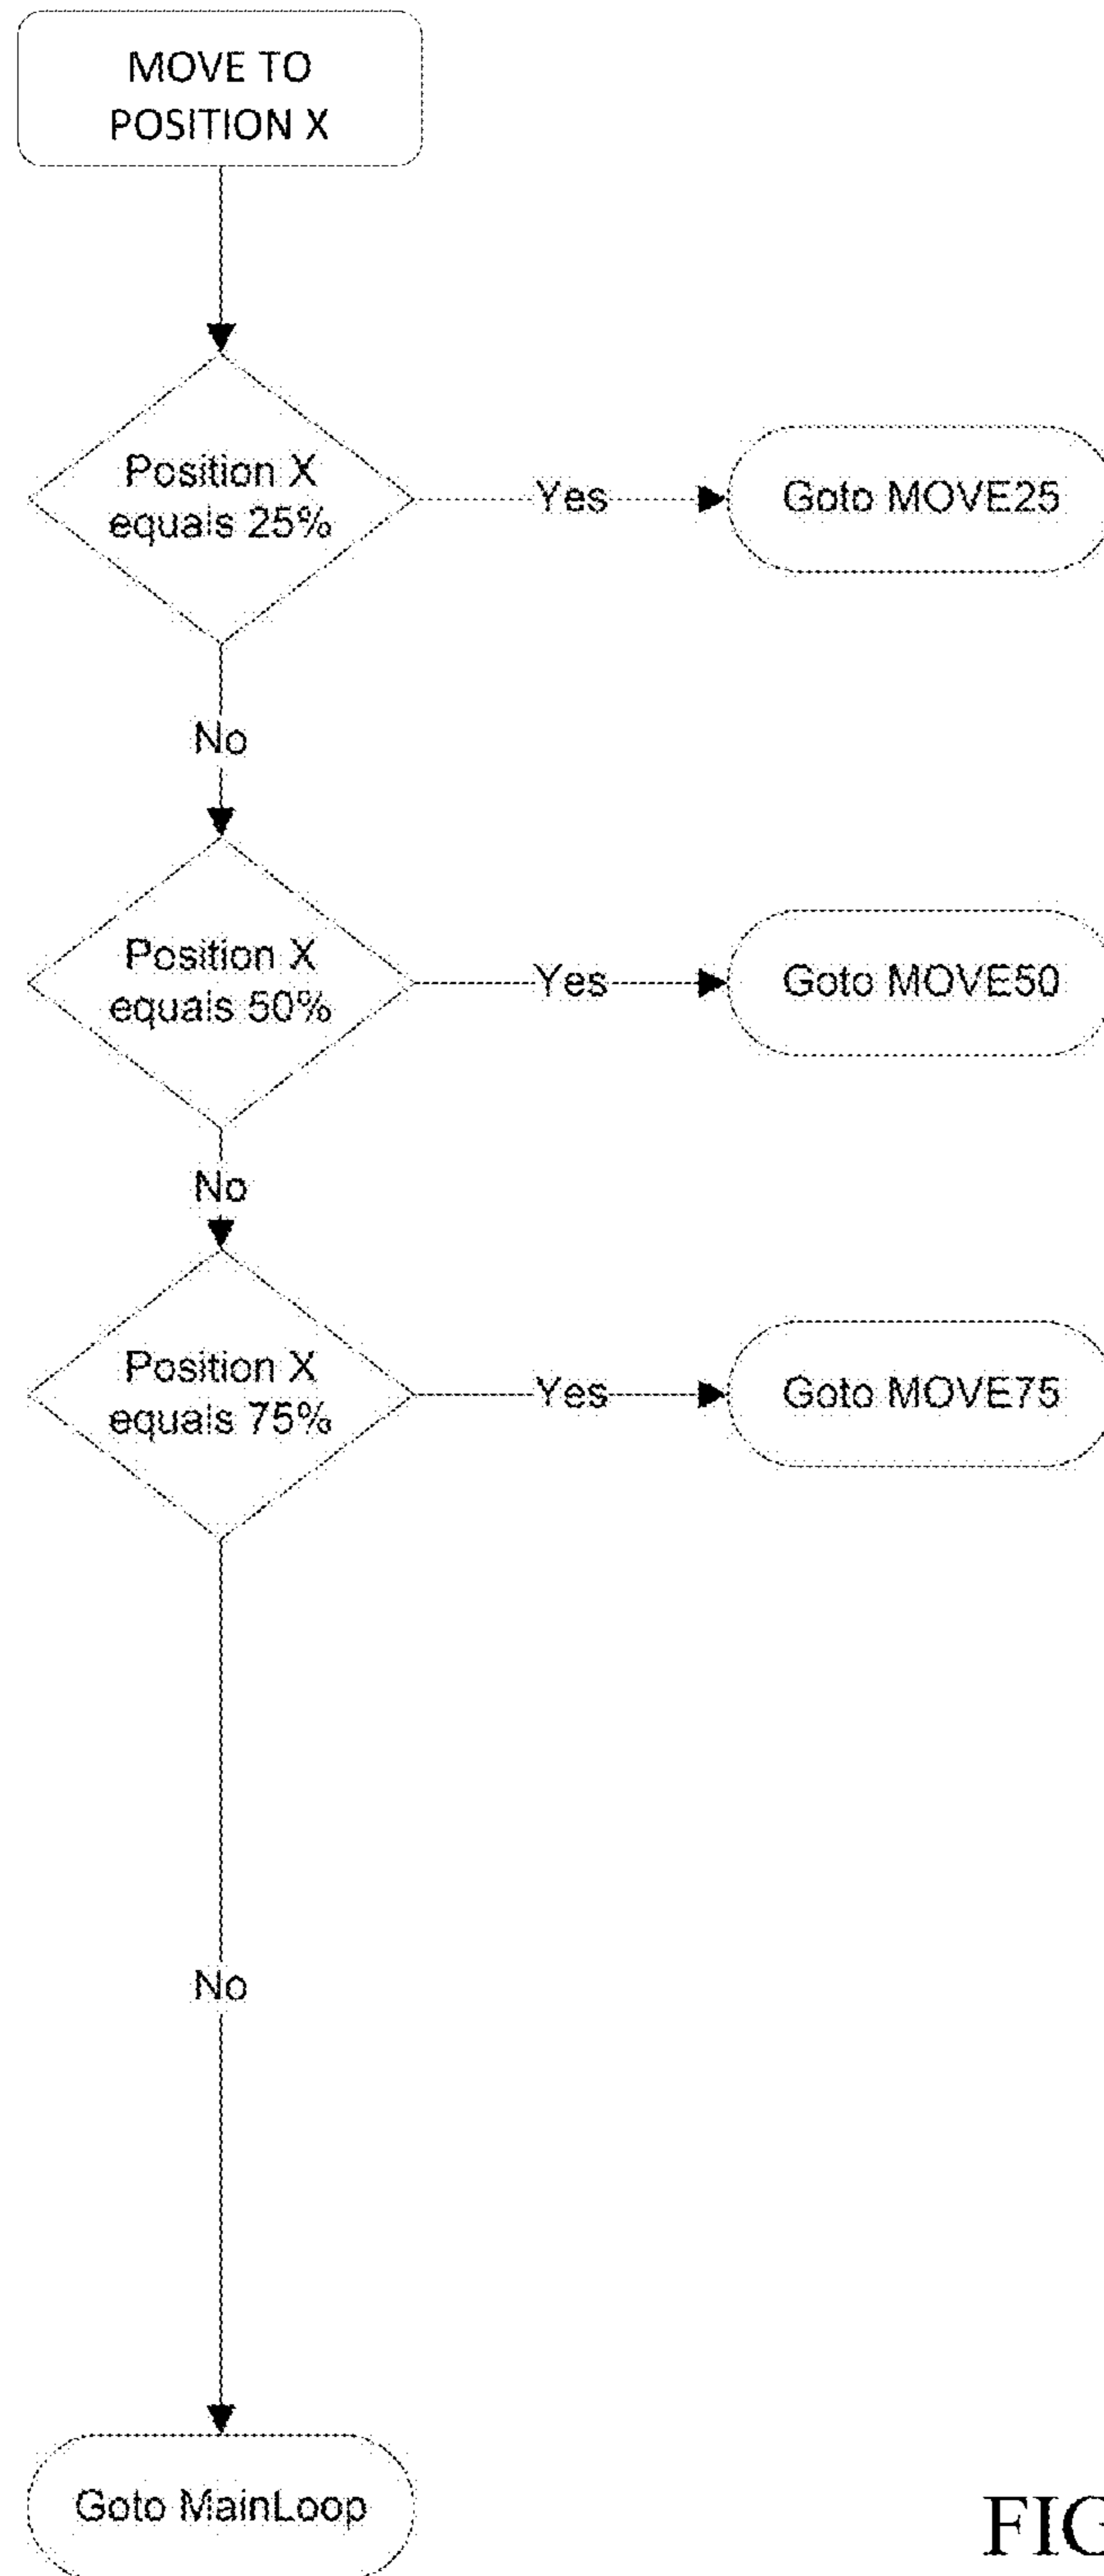 MOVE TO
POSITION X
Position X
equals 25%
Yes
Goto MOVE25
No
Position X
equals 50%
Yes
Goto MOVE50
No
Position X
equals 75%
Yes
Goto MOVE75
No
Goto MainLoop
FIG